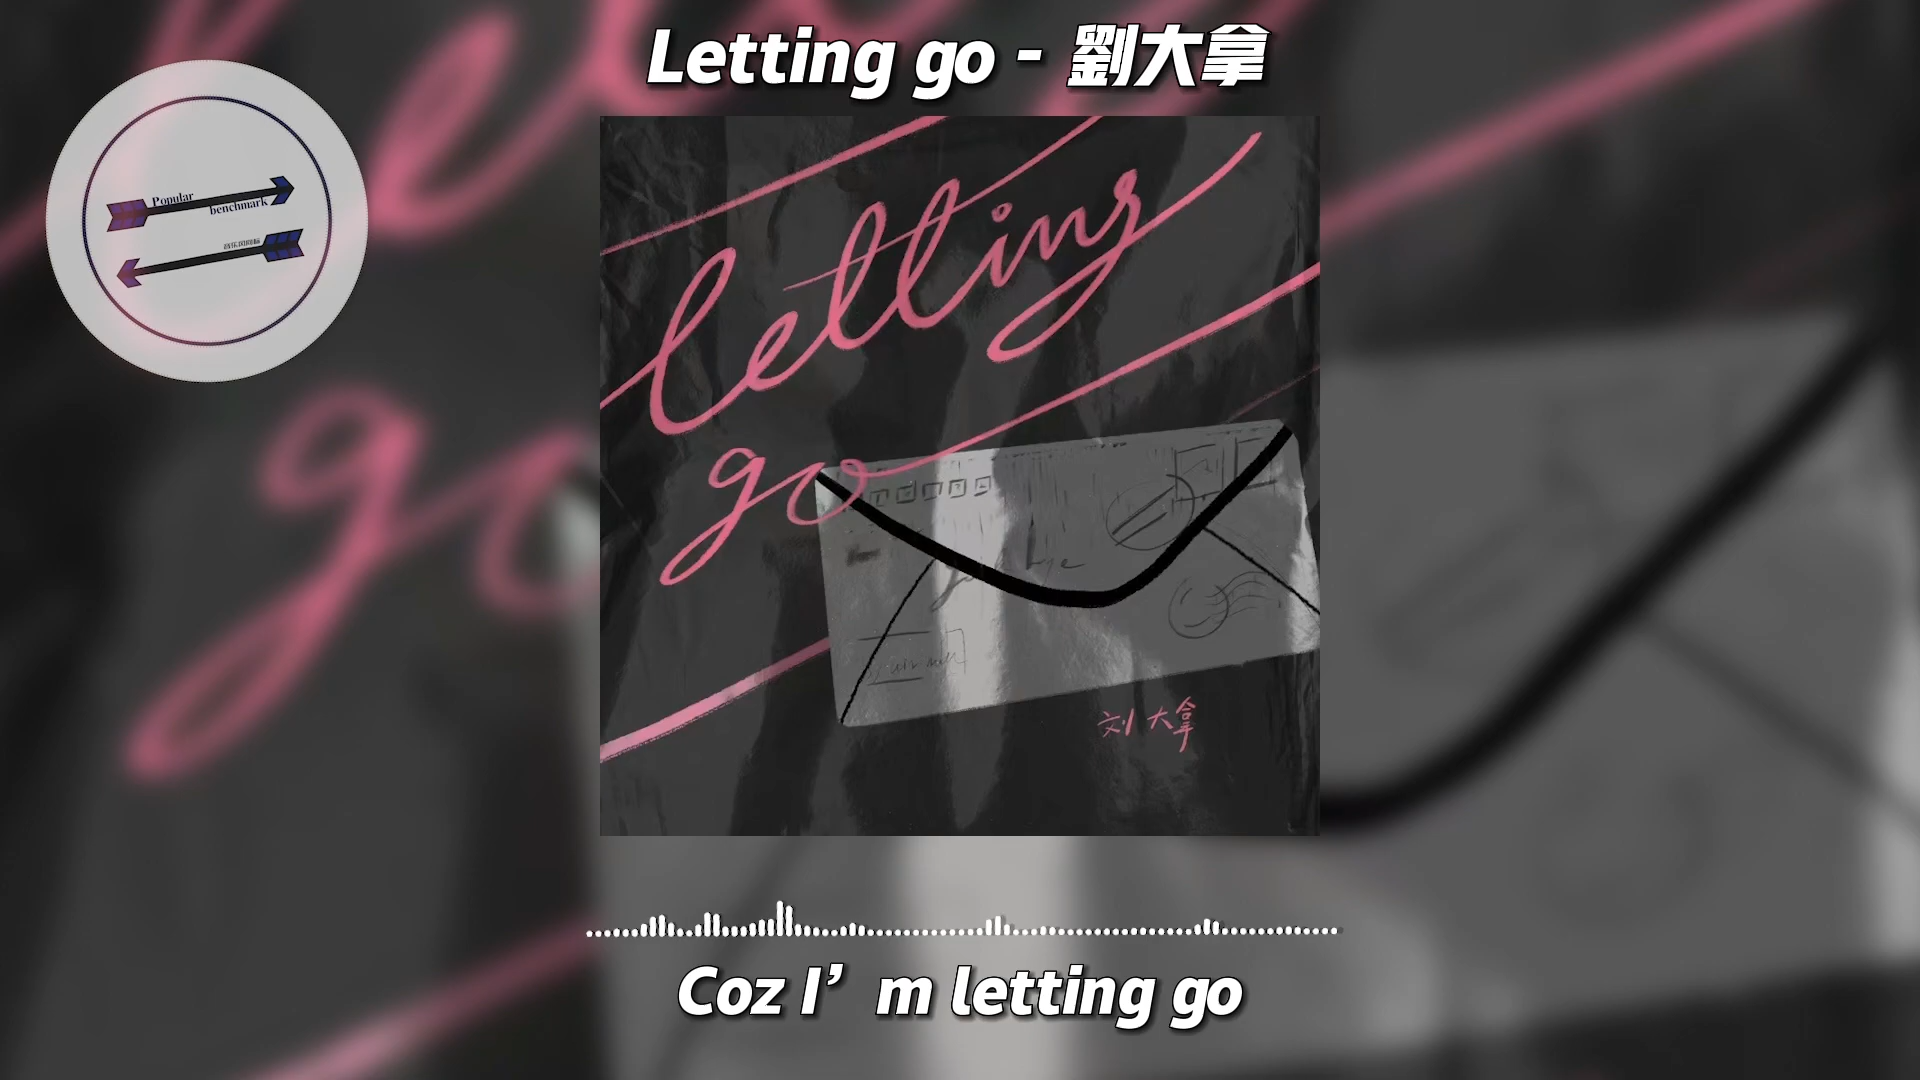 Letting go - 劉大拿
Popular
benchmark
letting
go
刘大拿
Coz I’m letting go